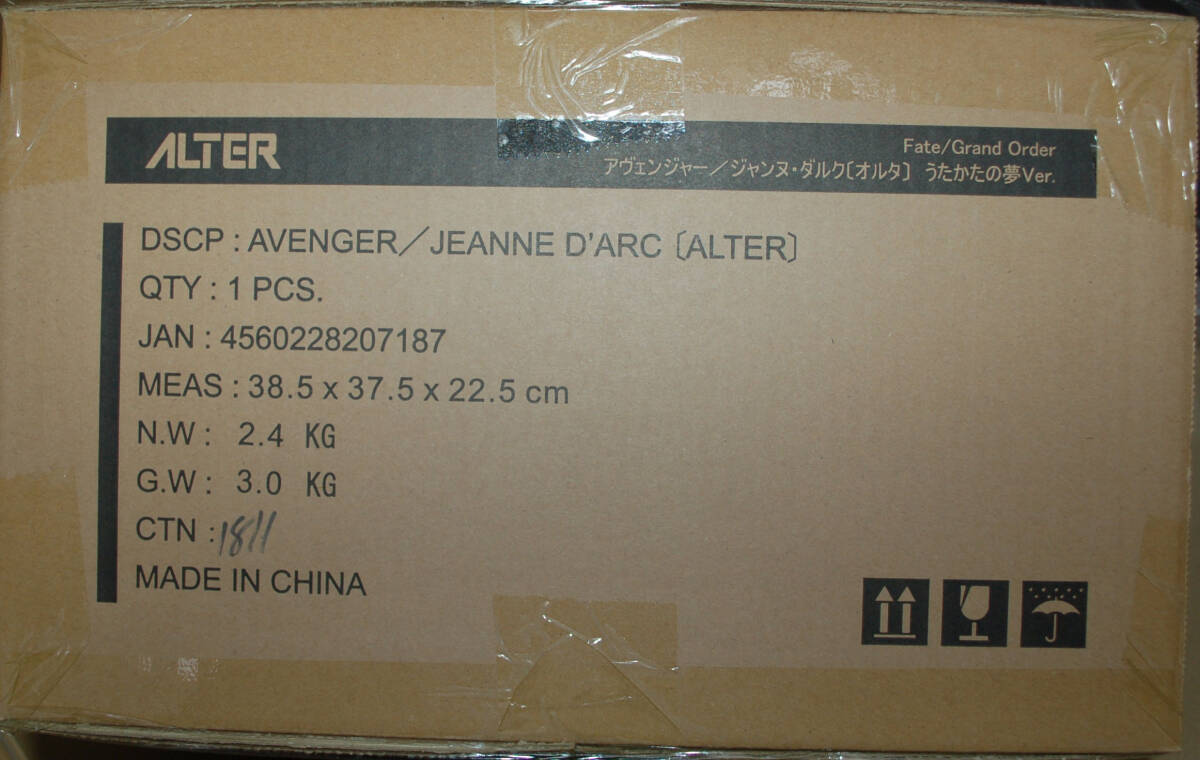 ALTER
Fate/Grand Order
アヴェンジャー／ジャンヌ・ダルク〔オルタ〕 うたかたの夢Ver.
DSCP : AVENGER／JEANNE D'ARC〔ALTER〕
QTY : 1 PCS.
JAN : 4560228207187
MEAS : 38.5 x 37.5 x 22.5 cm
N.W : 2.4 KG
G.W : 3.0 KG
CTN : 1811
MADE IN CHINA